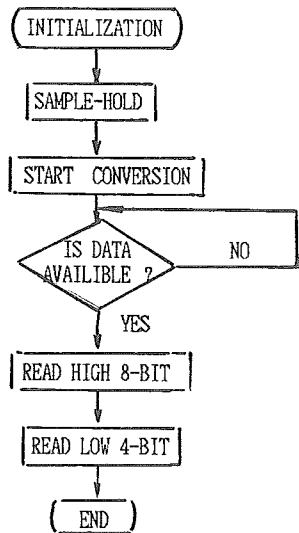 INITIALIZATION
SAMPLE-HOLD
START CONVERSION
IS DATA
AVAILIBLE ?
NO
YES
READ HIGH 8-BIT
READ LOW 4-BIT
END